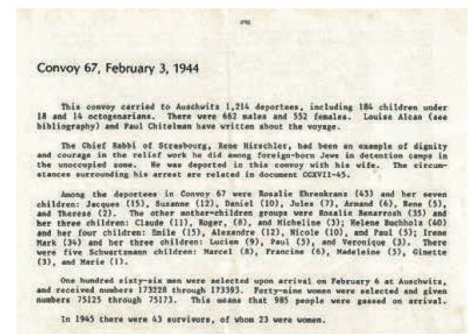 Convoy 67, February 3, 1944
This convoy carried to Auschwitz 1,214 deportees, including 184 children under
18 and 14 octogenarians. There were 662 males and 552 females. Louise Alcan (see
bibliography) and Paul Chitelman have written about the voyage.
The Chief Rabbi of Strasbourg, Rene Hirschler, had been an example of dignity
and courage in the relief work he did among foreign-born Jews in detention camps in
the unoccupied zone. He was deported in this convoy with his wife. The circum-
stances surrounding his arrest are related in document CCXVII-45.
Among the deportees in Convoy 67 were Rosalie Ehrenkranz (43) and her seven
children: Jacques (15), Suzanne (12), Daniel (10), Jules (7), Armand (6), Rene (5),
and Therese (2). The other mother-children groups were Rosalie Benarrosh (35) and
her three children: Claude (11), Roger, (8), and Micheline (3); Helene Buchholz (40)
and her four children: Emile (15), Alexandre (12), Nicole (10), and Paul (5); Irene
Mark (34) and her three children: Lucien (9), Paul (5), and Veronique (3). There
were five Schwartzmann children: Marcel (8), Francine (6), Madeleine (5), Ginette
(3), and Marie (1).
One hundred sixty-six men were selected upon arrival on February 6 at Auschwitz,
and received numbers 173228 through 173393. Forty-nine women were selected and given
numbers 75125 through 75173. This means that 985 people were gassed on arrival.
In 1945 there were 43 survivors, of whom 23 were women.